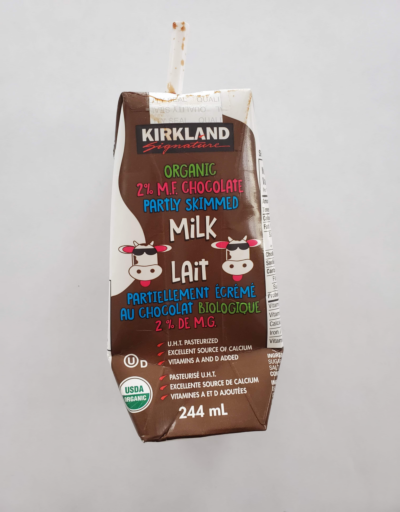 KIRKLAND
Signature
ORGANIC
2% M.F. CHOCOLATE
PARTLY SKIMMED
MiLK
LAiT
PARTIELLEMENT ÉCRÉMÉ
AU CHOCOLAT BIOLOGIQUE
2 % DE M.G.
U.H.T. PASTEURIZED
EXCELLENT SOURCE OF CALCIUM
VITAMINS A AND D ADDED
PASTEURISÉ U.H.T.
EXCELLENTE SOURCE DE CALCIUM
VITAMINES A ET D AJOUTÉES
U D
USDA
ORGANIC
244 mL